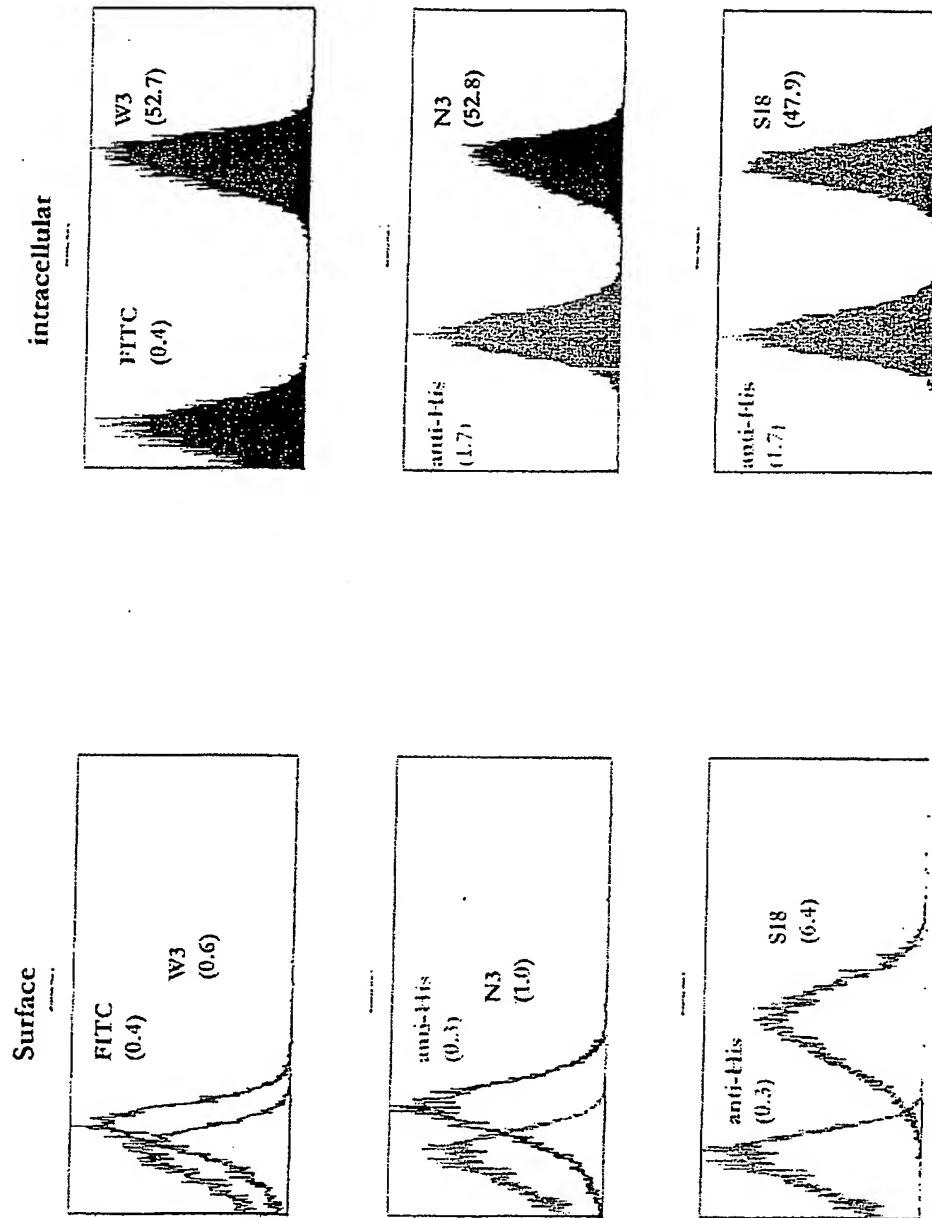 intracellular
FITC
(0.4)
W3
(52.7)
anti-His
(1.7)
N3
(52.8)
anti-His
(1.7)
S18
(47.9)
Surface
FITC
(0.4)
W3
(0.6)
anti-His
(0.3)
N3
(1.0)
anti-His
(0.3)
S18
(6.4)